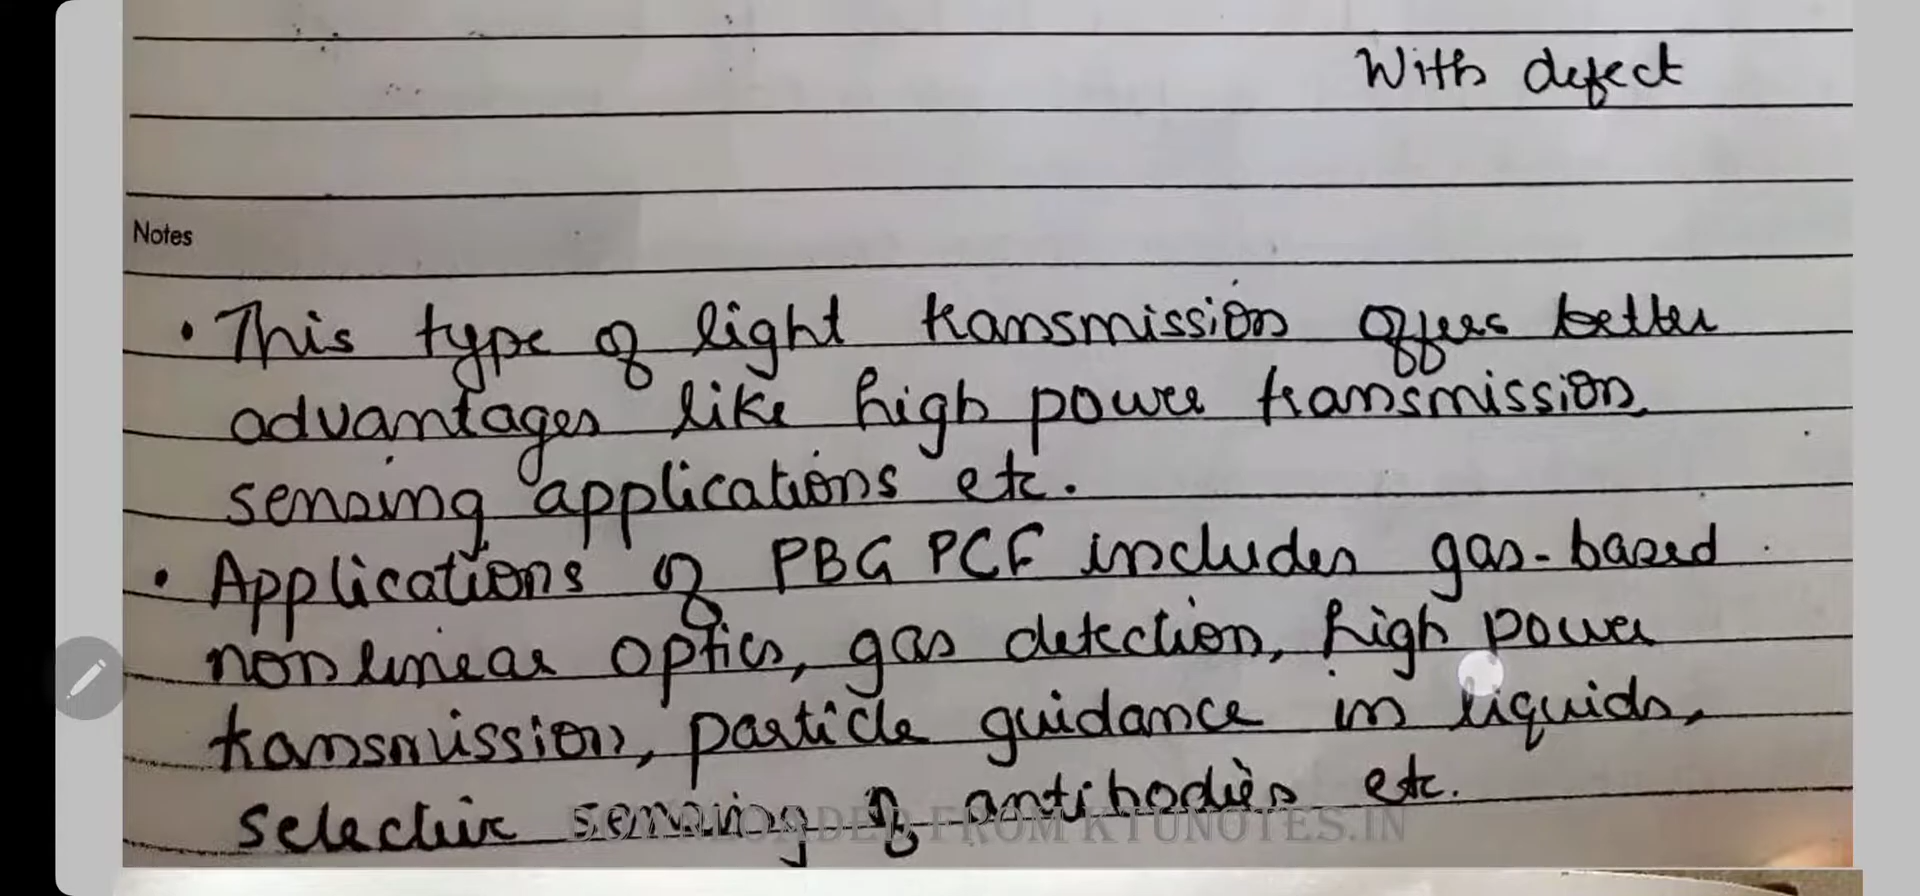 With defect
Notes
• This type of light transmission offers better
advantages like high power transmission
sensing applications etc.
• Applications of PBG PCF includes gas-based
nonlinear optics, gas detection, high power
transmission, particle guidance in liquids,
selective sensing of antibodies etc.
DOWNLOADED FROM KTUNOTES.IN